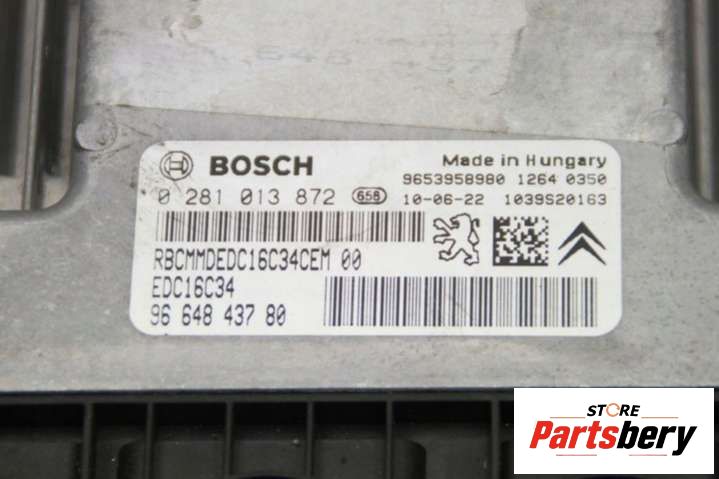 BOSCH
Made in Hungary
9653958980 1264 0350
0 281 013 872 658 10-06-22 1039S20163
RBCMMDEDC16C34CEM 00
EDC16C34
96 648 437 80
STORE
Partsbery